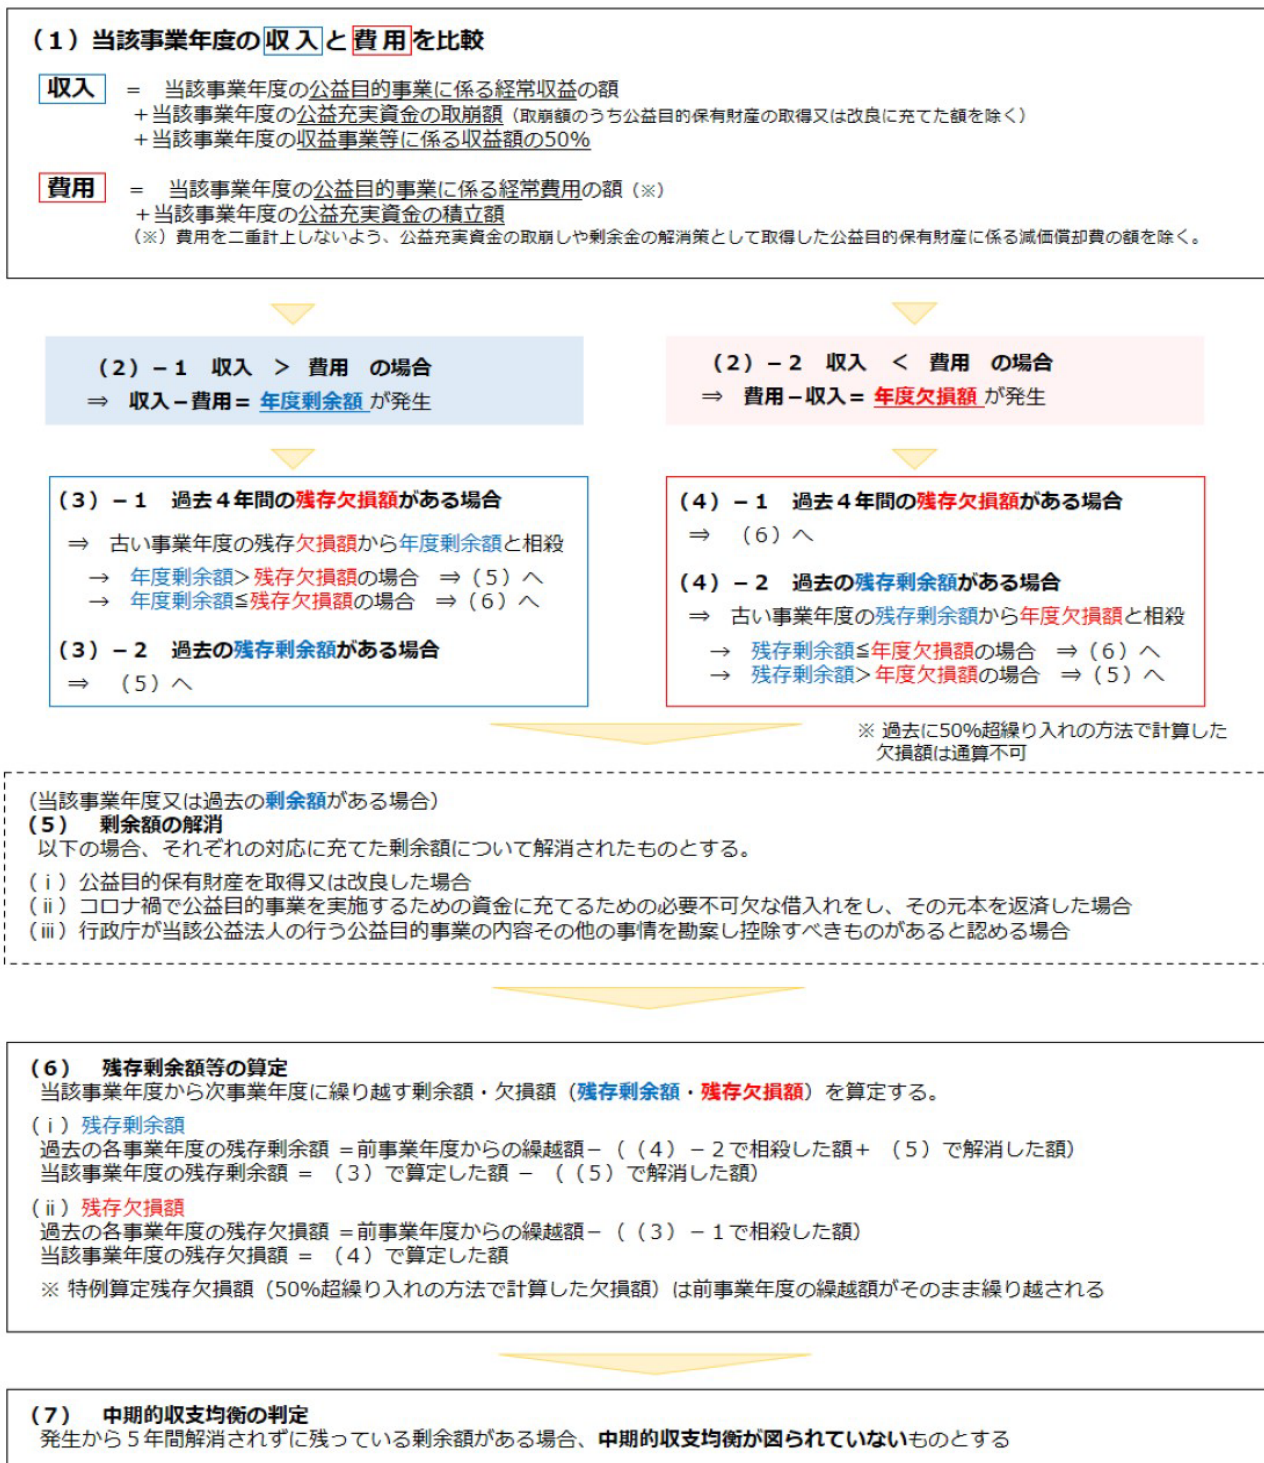 （１）当該事業年度の収入と費用を比較
収入 ＝ 当該事業年度の公益目的事業に係る経常収益の額
＋当該事業年度の公益充実資金の取崩額（取崩額のうち公益目的保有財産の取得又は改良に充てた額を除く）
＋当該事業年度の収益事業等に係る収益額の50%
費用 ＝ 当該事業年度の公益目的事業に係る経常費用の額（※）
＋当該事業年度の公益充実資金の積立額
（※）費用を二重計上しないよう、公益充実資金の取崩しや剰余金の解消策として取得した公益目的保有財産に係る減価償却費の額を除く。
（２）－１ 収入 ＞ 費用 の場合
⇒ 収入－費用＝ 年度剰余額 が発生
（２）－２ 収入 ＜ 費用 の場合
⇒ 費用－収入＝ 年度欠損額 が発生
（３）－１ 過去４年間の残存欠損額がある場合
⇒ 古い事業年度の残存欠損額から年度剰余額と相殺
→ 年度剰余額＞残存欠損額の場合 ⇒（５）へ
→ 年度剰余額≦残存欠損額の場合 ⇒（６）へ
（３）－２ 過去の残存剰余額がある場合
⇒ （５）へ
（４）－１ 過去４年間の残存欠損額がある場合
⇒ （６）へ
（４）－２ 過去の残存剰余額がある場合
⇒ 古い事業年度の残存剰余額から年度欠損額と相殺
→ 残存剰余額≦年度欠損額の場合 ⇒（６）へ
→ 残存剰余額＞年度欠損額の場合 ⇒（５）へ
※ 過去に50%超繰り入れの方法で計算した
欠損額は通算不可
（当該事業年度又は過去の剰余額がある場合）
（５） 剰余額の解消
以下の場合、それぞれの対応に充てた剰余額について解消されたものとする。
（ⅰ）公益目的保有財産を取得又は改良した場合
（ⅱ）コロナ禍で公益目的事業を実施するための資金に充てるための必要不可欠な借入れをし、その元本を返済した場合
（ⅲ）行政庁が当該公益法人の行う公益目的事業の内容その他の事情を勘案し控除すべきものがあると認める場合
（６） 残存剰余額等の算定
当該事業年度から次事業年度に繰り越す剰余額・欠損額（残存剰余額・残存欠損額）を算定する。
（ⅰ）残存剰余額
過去の各事業年度の残存剰余額 ＝前事業年度からの繰越額－（（４）－２で相殺した額＋ （５）で解消した額）
当該事業年度の残存剰余額 ＝ （３）で算定した額 － （（５）で解消した額）
（ⅱ）残存欠損額
過去の各事業年度の残存欠損額 ＝前事業年度からの繰越額－（（３）－１で相殺した額）
当該事業年度の残存欠損額 ＝ （４）で算定した額
※ 特例算定残存欠損額（50%超繰り入れの方法で計算した欠損額）は前事業年度の繰越額がそのまま繰り越される
（７） 中期的収支均衡の判定
発生から５年間解消されずに残っている剰余額がある場合、中期的収支均衡が図られていないものとする